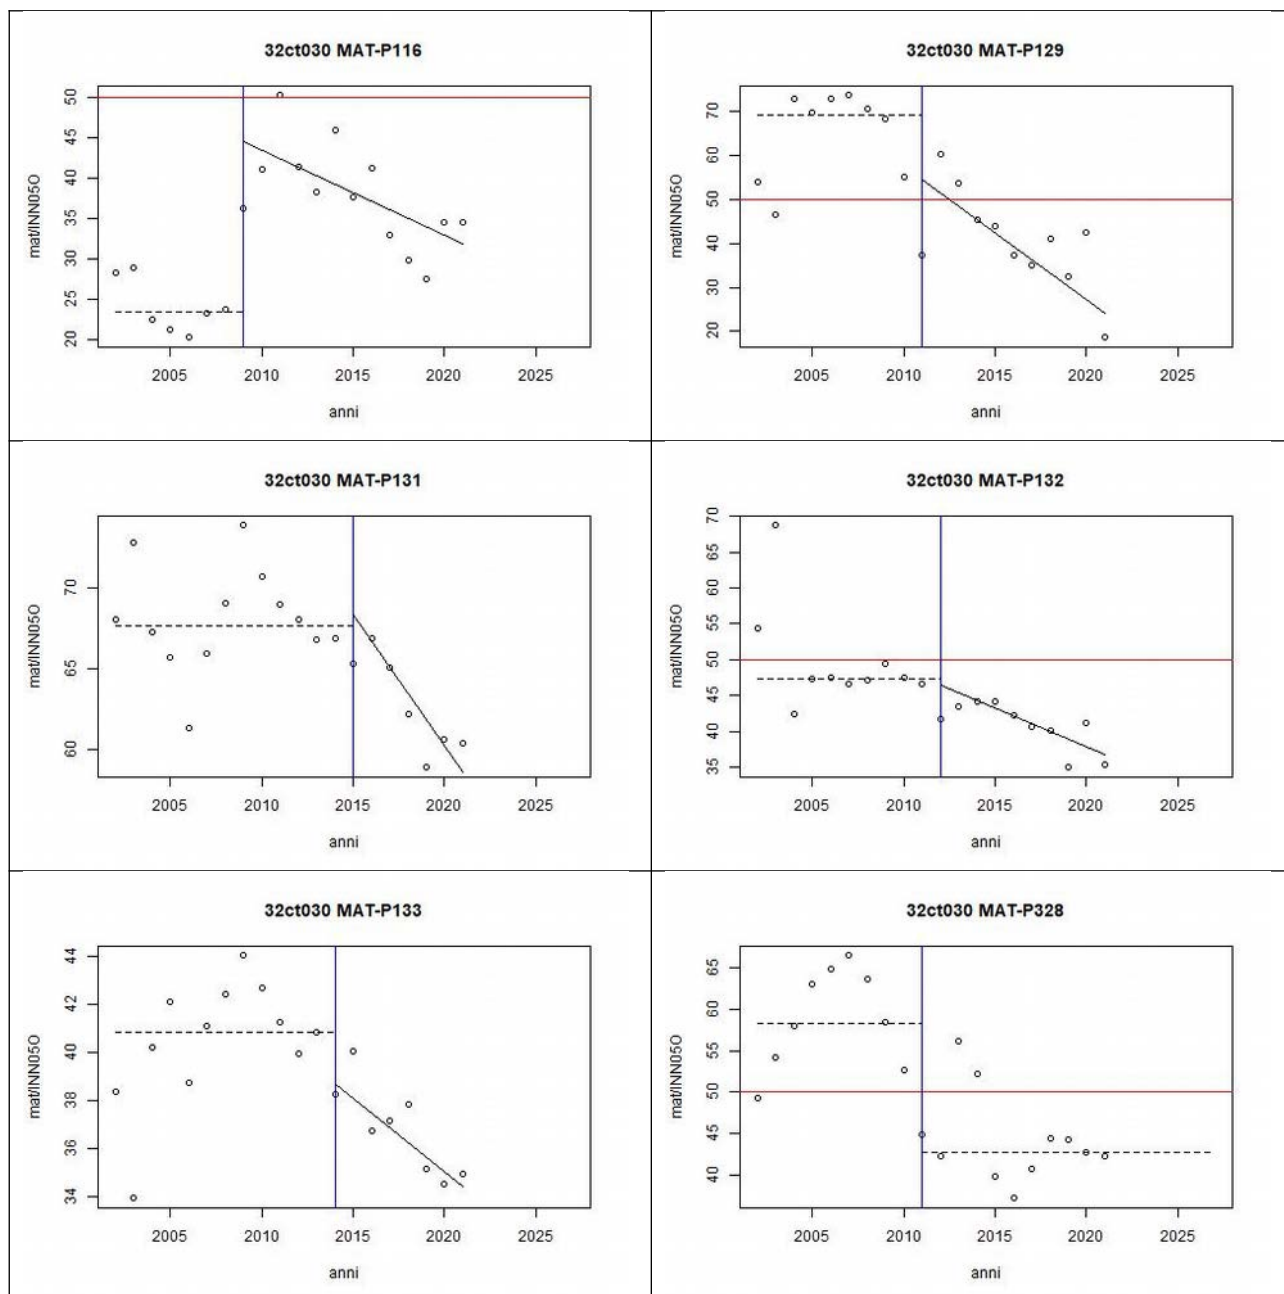 32ct030 MAT-P116
50
45
40
35
30
25
20
mat/INN05O
2005 2010 2015 2020 2025
anni
32ct030 MAT-P129
70
60
50
40
30
20
mat/INN05O
2005 2010 2015 2020 2025
anni
32ct030 MAT-P131
70
65
60
mat/INN05O
2005 2010 2015 2020 2025
anni
32ct030 MAT-P132
70
65
60
55
50
45
40
35
mat/INN05O
2005 2010 2015 2020 2025
anni
32ct030 MAT-P133
44
42
40
38
36
34
mat/INN05O
2005 2010 2015 2020 2025
anni
32ct030 MAT-P328
65
60
55
50
45
40
mat/INN05O
2005 2010 2015 2020 2025
anni